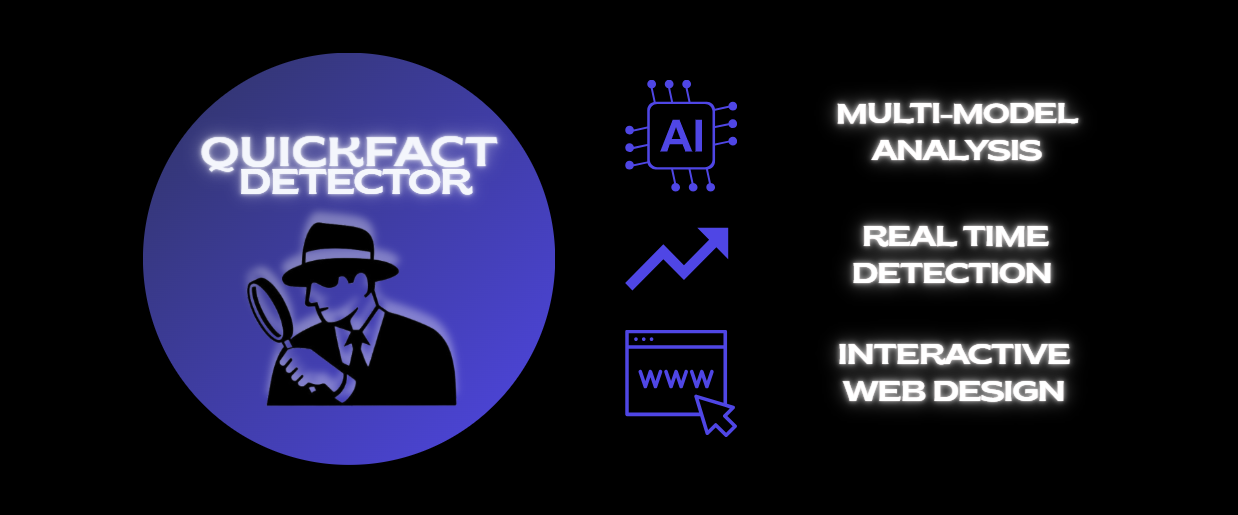 QUICKFACT
DETECTOR
AI
MULTI-MODEL
ANALYSIS
REAL TIME
DETECTION
WWW
INTERACTIVE
WEB DESIGN